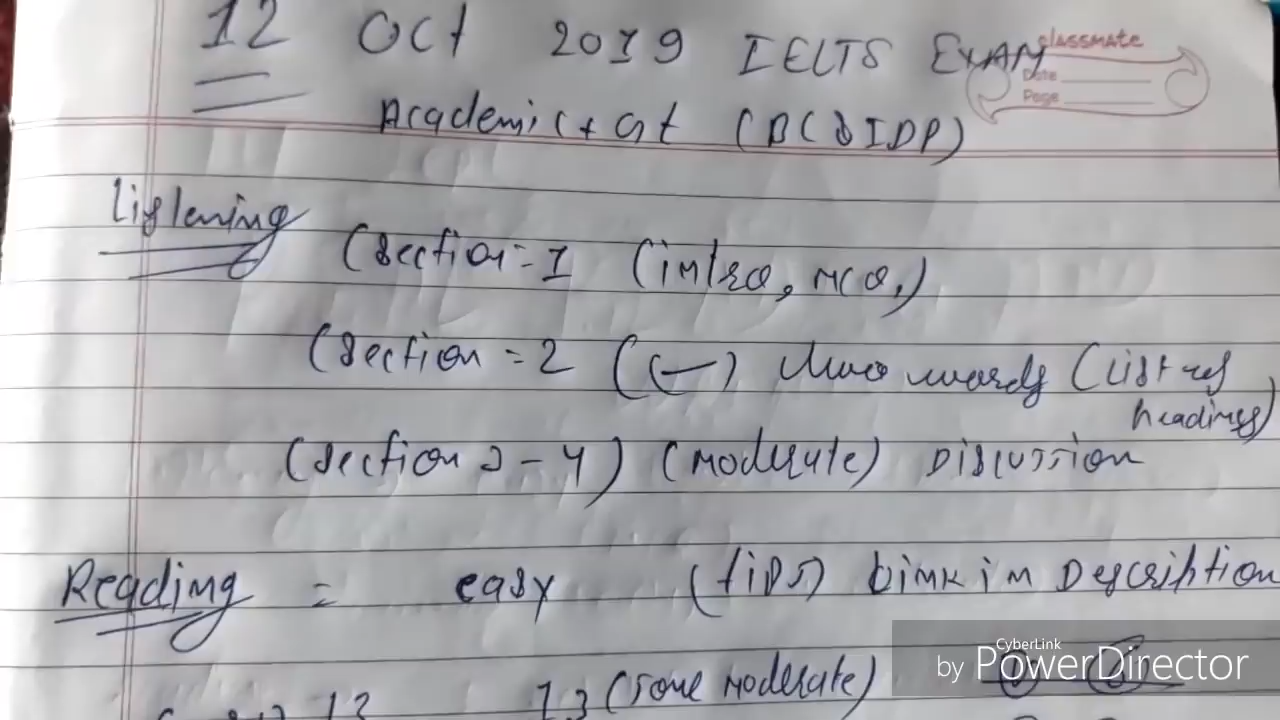 12 Oct 2019 IELTS EXAM
classmate
Date
Page
Academic + Gt (BC & IDP)
Listening
(Section = 1 (intro, MCQ,)
(Section = 2 ((—) two words (List of
headings)
(Section 3 - 4) (moderate) Discussion
Reading = easy (tips) Link in Description
CyberLink
by PowerDirector
13 13 (some moderate)